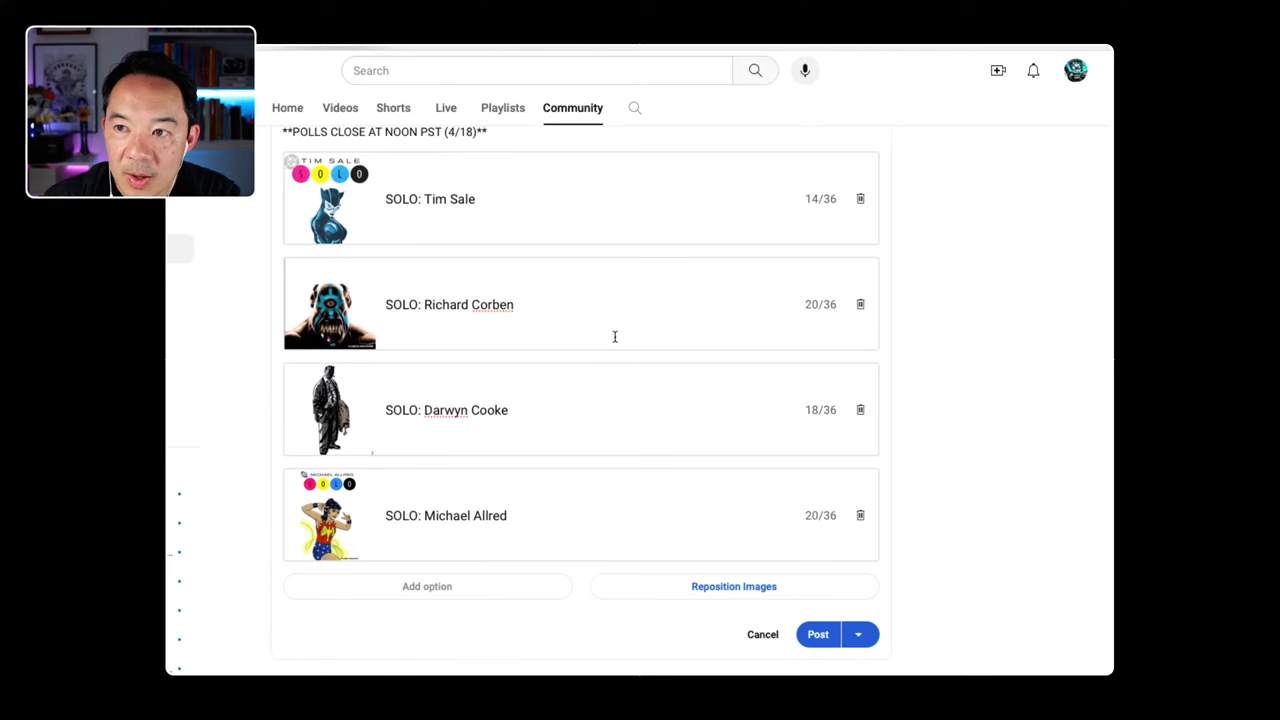 Search
Home Videos Shorts Live Playlists Community
**POLLS CLOSE AT NOON PST (4/18)**
TIM SALE
S O L O
SOLO: Tim Sale 14/36
SOLO: Richard Corben 20/36
SOLO: Darwyn Cooke 18/36
MICHAEL ALLRED
S O L O
SOLO: Michael Allred 20/36
Add option Reposition Images
Cancel Post